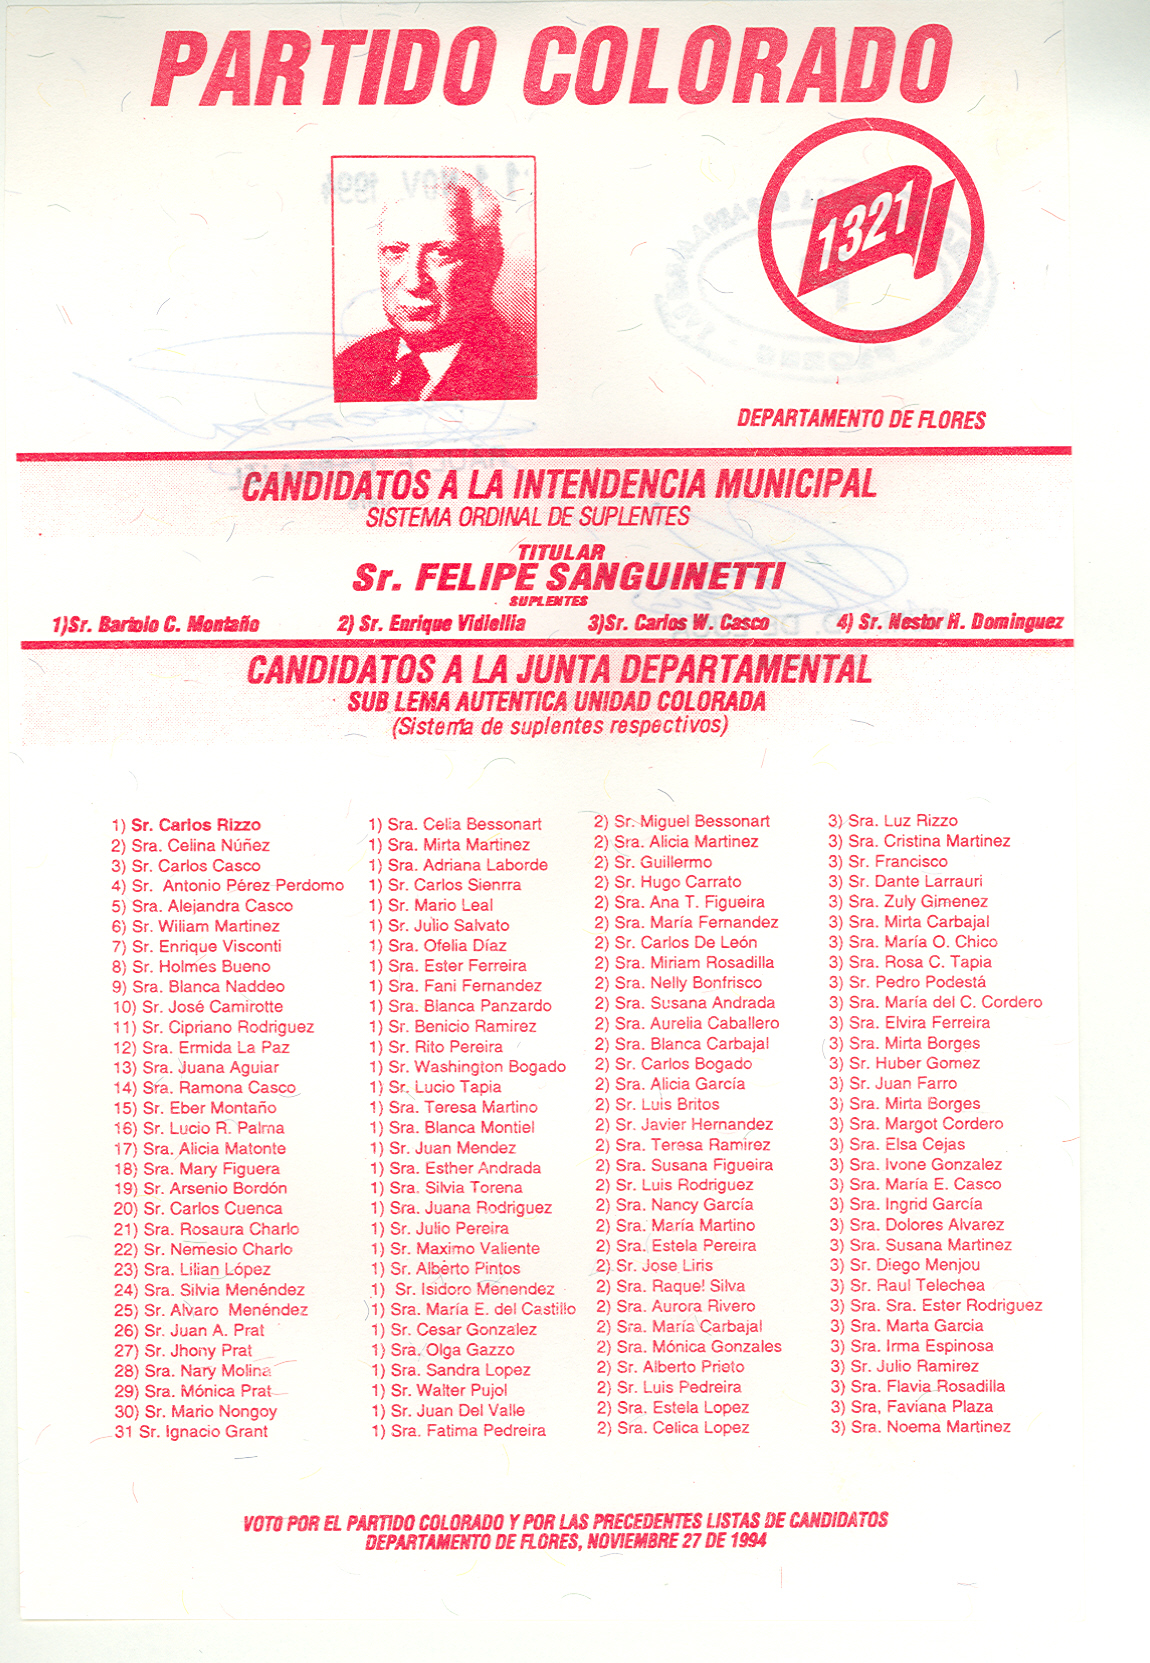 PARTIDO COLORADO
1321
DEPARTAMENTO DE FLORES
CANDIDATOS A LA INTENDENCIA MUNICIPAL
SISTEMA ORDINAL DE SUPLENTES
TITULAR
Sr. FELIPE SANGUINETTI
SUPLENTES
1)Sr. Bartolo C. Montaño 2) Sr. Enrique Vidiellia 3)Sr. Carlos W. Casco 4) Sr. Nestor H. Dominguez
CANDIDATOS A LA JUNTA DEPARTAMENTAL
SUB LEMA AUTENTICA UNIDAD COLORADA
(Sistema de suplentes respectivos)
1) Sr. Carlos Rizzo 1) Sra. Celia Bessonart 2) Sr. Miguel Bessonart 3) Sra. Luz Rizzo
2) Sra. Celina Núñez 1) Sra. Mirta Martinez 2) Sra. Alicia Martinez 3) Sra. Cristina Martinez
3) Sr. Carlos Casco 1) Sra. Adriana Laborde 2) Sr. Guillermo 3) Sr. Francisco
4) Sr. Antonio Pérez Perdomo 1) Sr. Carlos Sienrra 2) Sr. Hugo Carrato 3) Sr. Dante Larrauri
5) Sra. Alejandra Casco 1) Sr. Mario Leal 2) Sra. Ana T. Figueira 3) Sra. Zuly Gimenez
6) Sr. Wiliam Martinez 1) Sr. Julio Salvato 2) Sra. María Fernandez 3) Sra. Mirta Carbajal
7) Sr. Enrique Visconti 1) Sra. Ofelia Díaz 2) Sr. Carlos De León 3) Sra. María O. Chico
8) Sr. Holmes Bueno 1) Sra. Ester Ferreira 2) Sra. Miriam Rosadilla 3) Sra. Rosa C. Tapia
9) Sra. Blanca Naddeo 1) Sra. Fani Fernandez 2) Sra. Nelly Bonfrisco 3) Sr. Pedro Podestá
10) Sr. José Camirotte 1) Sra. Blanca Panzardo 2) Sra. Susana Andrada 3) Sra. María del C. Cordero
11) Sr. Cipriano Rodriguez 1) Sr. Benicio Ramirez 2) Sra. Aurelia Caballero 3) Sra. Elvira Ferreira
12) Sra. Ermida La Paz 1) Sr. Rito Pereira 2) Sra. Blanca Carbajal 3) Sra. Mirta Borges
13) Sra. Juana Aguiar 1) Sr. Washington Bogado 2) Sr. Carlos Bogado 3) Sr. Huber Gomez
14) Sra. Ramona Casco 1) Sr. Lucio Tapia 2) Sra. Alicia García 3) Sr. Juan Farro
15) Sr. Eber Montaño 1) Sra. Teresa Martino 2) Sr. Luis Britos 3) Sra. Mirta Borges
16) Sr. Lucio R. Palma 1) Sra. Blanca Montiel 2) Sr. Javier Hernandez 3) Sra. Margot Cordero
17) Sra. Alicia Matonte 1) Sr. Juan Mendez 2) Sra. Teresa Ramirez 3) Sra. Elsa Cejas
18) Sra. Mary Figuera 1) Sra. Esther Andrada 2) Sra. Susana Figueira 3) Sra. Ivone Gonzalez
19) Sr. Arsenio Bordón 1) Sra. Silvia Torena 2) Sr. Luis Rodriguez 3) Sra. María E. Casco
20) Sr. Carlos Cuenca 1) Sra. Juana Rodriguez 2) Sra. Nancy García 3) Sra. Ingrid García
21) Sra. Rosaura Charlo 1) Sr. Julio Pereira 2) Sra. María Martino 3) Sra. Dolores Alvarez
22) Sr. Nemesio Charlo 1) Sr. Maximo Valiente 2) Sra. Estela Pereira 3) Sra. Susana Martinez
23) Sra. Lilian López 1) Sr. Alberto Pintos 2) Sr. Jose Liris 3) Sr. Diego Menjou
24) Sra. Silvia Menéndez 1) Sr. Isidoro Menendez 2) Sra. Raquel Silva 3) Sr. Raul Telechea
25) Sr. Alvaro Menéndez 1) Sra. María E. del Castillo 2) Sra. Aurora Rivero 3) Sra. Sra. Ester Rodriguez
26) Sr. Juan A. Prat 1) Sr. Cesar Gonzalez 2) Sra. María Carbajal 3) Sra. Marta Garcia
27) Sr. Jhony Prat 1) Sra. Olga Gazzo 2) Sra. Mónica Gonzales 3) Sra. Irma Espinosa
28) Sra. Nary Molina 1) Sra. Sandra Lopez 2) Sr. Alberto Prieto 3) Sr. Julio Ramirez
29) Sra. Mónica Prat 1) Sr. Walter Pujol 2) Sr. Luis Pedreira 3) Sra. Flavia Rosadilla
30) Sr. Mario Nongoy 1) Sr. Juan Del Valle 2) Sra. Estela Lopez 3) Sra, Faviana Plaza
31 Sr. Ignacio Grant 1) Sra. Fatima Pedreira 2) Sra. Celica Lopez 3) Sra. Noema Martinez
VOTO POR EL PARTIDO COLORADO Y POR LAS PRECEDENTES LISTAS DE CANDIDATOS
DEPARTAMENTO DE FLORES, NOVIEMBRE 27 DE 1994